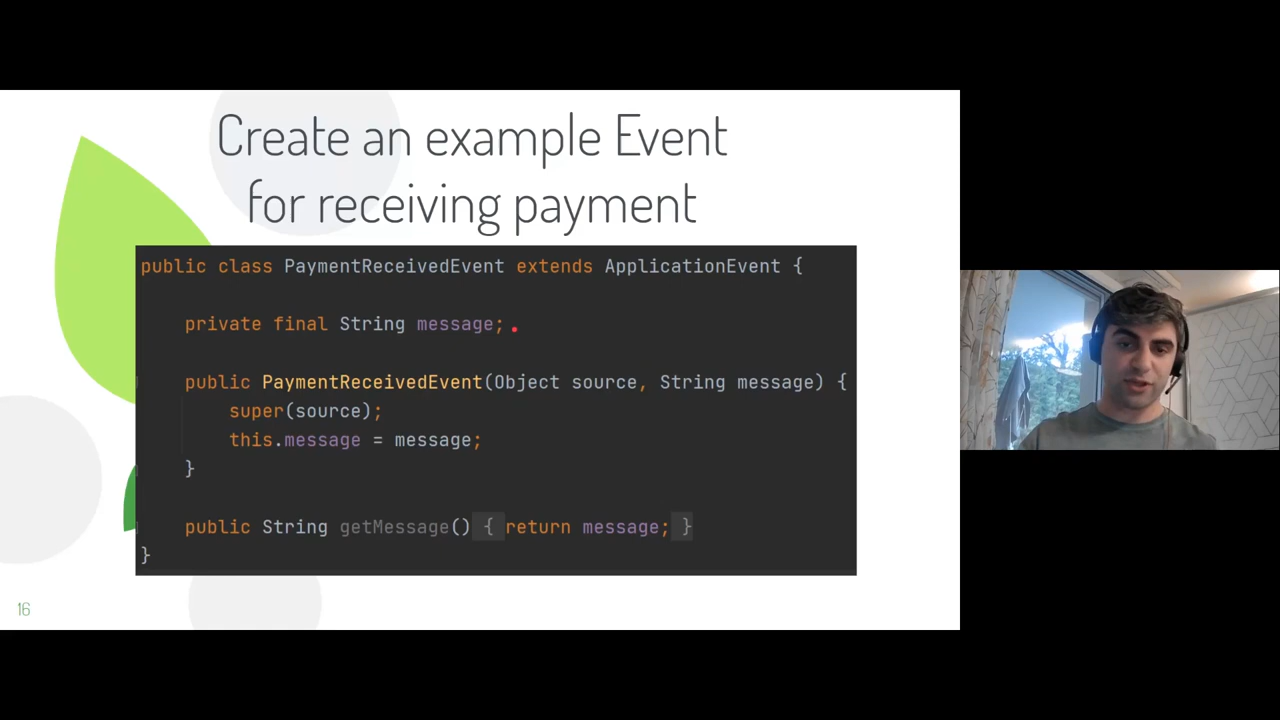 Create an example Event
for receiving payment
public class PaymentReceivedEvent extends ApplicationEvent {
private final String message;
public PaymentReceivedEvent(Object source, String message) {
super(source);
this.message = message;
}
public String getMessage() { return message; }
}
16